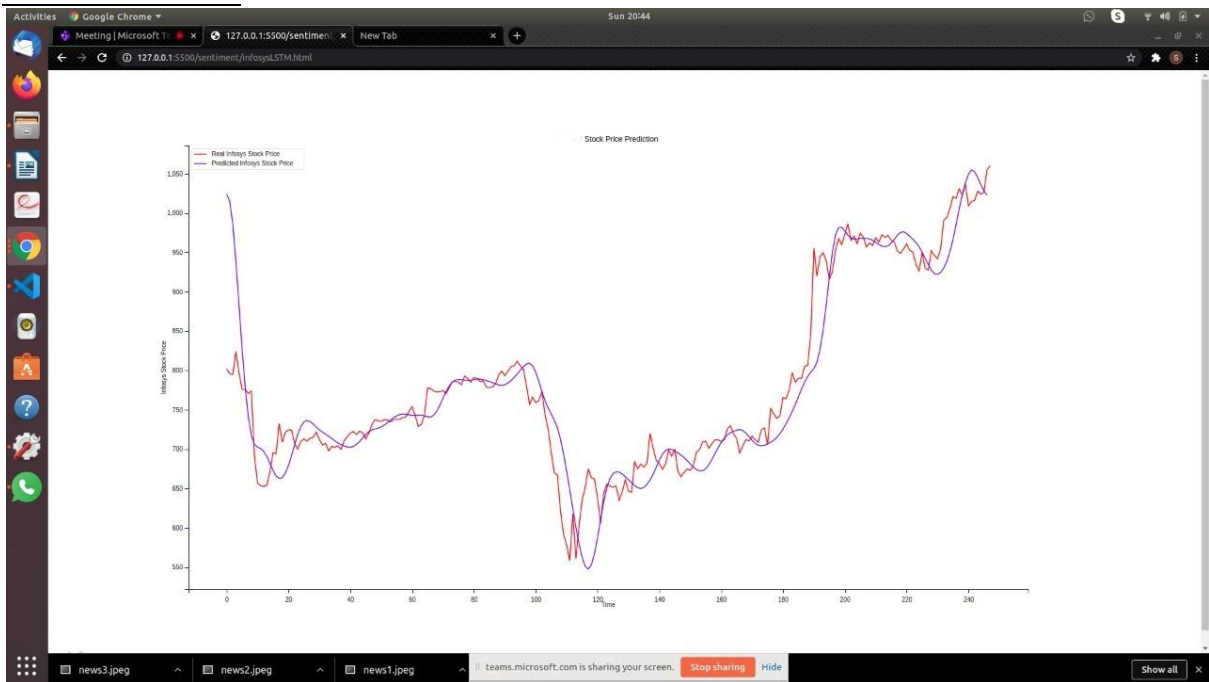 Activities
Google Chrome
Sun 20:44
S
Meeting | Microsoft Te
127.0.0.1:5500/sentimen
New Tab
127.0.0.1:5500/sentiment/infosysLSTM.html
S
Stock Price Prediction
Real Infosys Stock Price
Predicted Infosys Stock Price
1,050
1,000
950
900
850
800
750
700
650
600
550
Infosys Stock Price
0 20 40 60 80 100 120 140 160 180 200 220 240
Time
news3.jpeg
news2.jpeg
news1.jpeg
teams.microsoft.com is sharing your screen.
Stop sharing
Hide
Show all